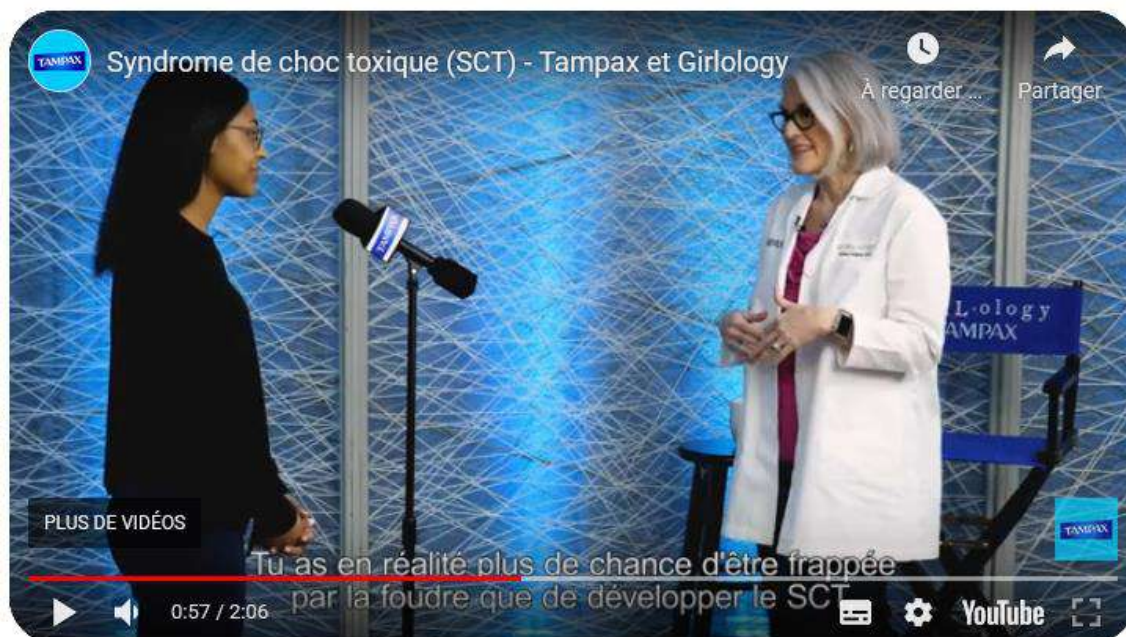 TAMPAX
Syndrome de choc toxique (SCT) - Tampax et Girlology
À regarder ...
Partager
TAMPAX
L·ology
TAMPAX
PLUS DE VIDÉOS
TAMPAX
Tu as en réalité plus de chance d'être frappée
par la foudre que de développer le SCT
0:57 / 2:06
YouTube